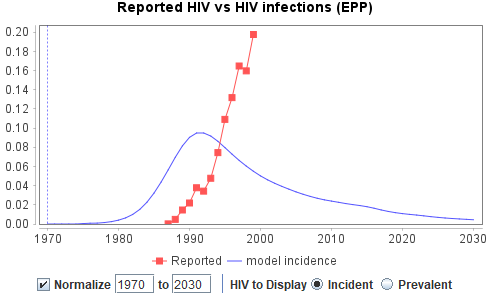 Reported HIV vs HIV infections (EPP)
0.20
0.18
0.16
0.14
0.12
0.10
0.08
0.06
0.04
0.02
0.00
1970 1980 1990 2000 2010 2020 2030
Reported model incidence
Normalize 1970 to 2030 HIV to Display Incident Prevalent